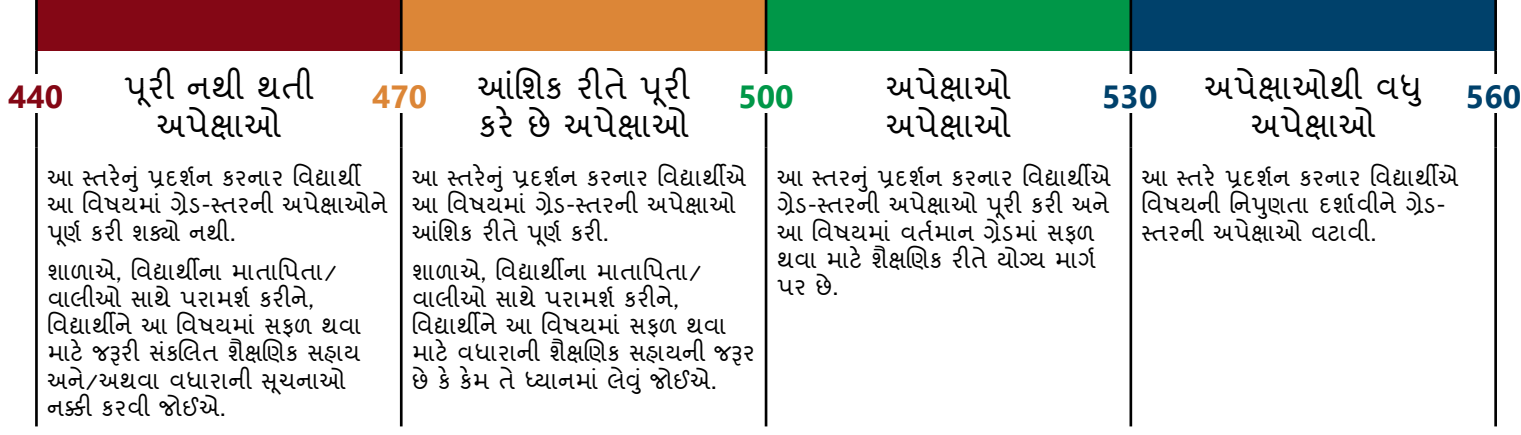 440
પૂરી નથી થતી
અપેક્ષાઓ
470
આંશિક રીતે પૂરી
કરે છે અપેક્ષાઓ
500
અપેક્ષાઓ
અપેક્ષાઓ
530
અપેક્ષાઓથી વધુ
અપેક્ષાઓ
560
આ સ્તરેનું પ્રદર્શન કરનાર વિદ્યાર્થી
આ વિષયમાં ગ્રેડ-સ્તરની અપેક્ષાઓને
પૂર્ણ કરી શક્યો નથી.
શાળાએ, વિદ્યાર્થીના માતાપિતા/
વાલીઓ સાથે પરામર્શ કરીને,
વિદ્યાર્થીને આ વિષયમાં સફળ થવા
માટે જરૂરી સંકલિત શૈક્ષણિક સહાય
અને/અથવા વધારાની સૂચનાઓ
નક્કી કરવી જોઈએ.
આ સ્તરેનું પ્રદર્શન કરનાર વિદ્યાર્થીએ
આ વિષયમાં ગ્રેડ-સ્તરની અપેક્ષાઓ
આંશિક રીતે પૂર્ણ કરી.
શાળાએ, વિદ્યાર્થીના માતાપિતા/
વાલીઓ સાથે પરામર્શ કરીને,
વિદ્યાર્થીને આ વિષયમાં સફળ થવા
માટે વધારાની શૈક્ષણિક સહાયની જરૂર
છે કે કેમ તે ધ્યાનમાં લેવું જોઈએ.
આ સ્તરનું પ્રદર્શન કરનાર વિદ્યાર્થીએ
ગ્રેડ-સ્તરની અપેક્ષાઓ પૂરી કરી અને
આ વિષયમાં વર્તમાન ગ્રેડમાં સફળ
થવા માટે શૈક્ષણિક રીતે યોગ્ય માર્ગ
પર છે.
આ સ્તરે પ્રદર્શન કરનાર વિદ્યાર્થીએ
વિષયની નિપુણતા દર્શાવીને ગ્રેડ-
સ્તરની અપેક્ષાઓ વટાવી.